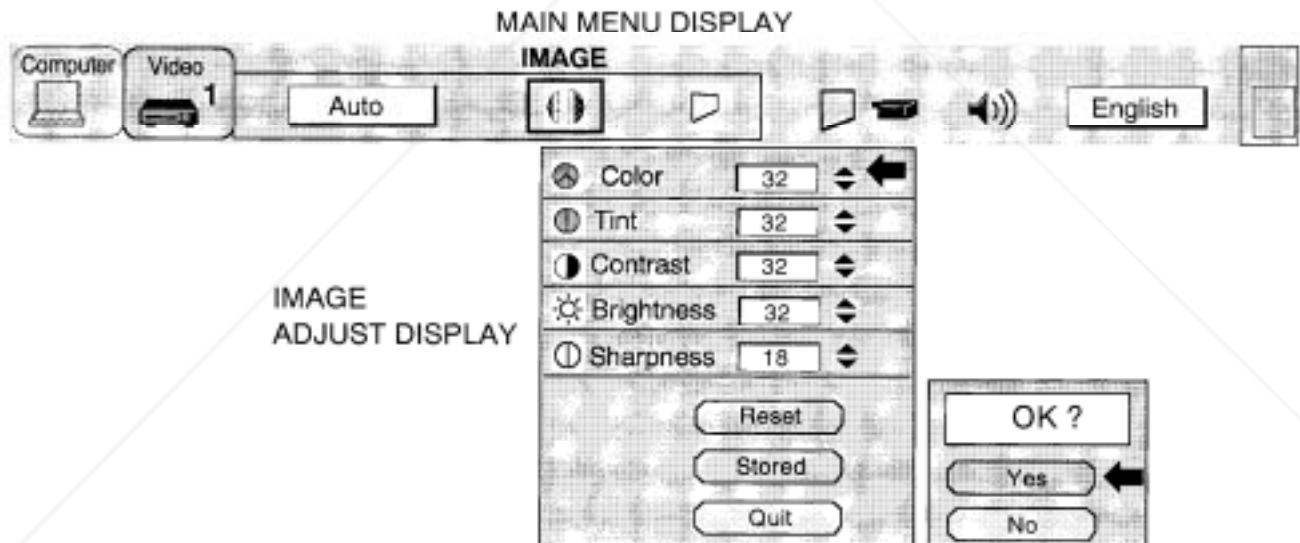 MAIN MENU DISPLAY
IMAGE
Computer
Video
1
Auto
English
Color 32
Tint 32
Contrast 32
Brightness 32
Sharpness 18
IMAGE
ADJUST DISPLAY
Reset
Stored
Quit
OK ?
Yes
No